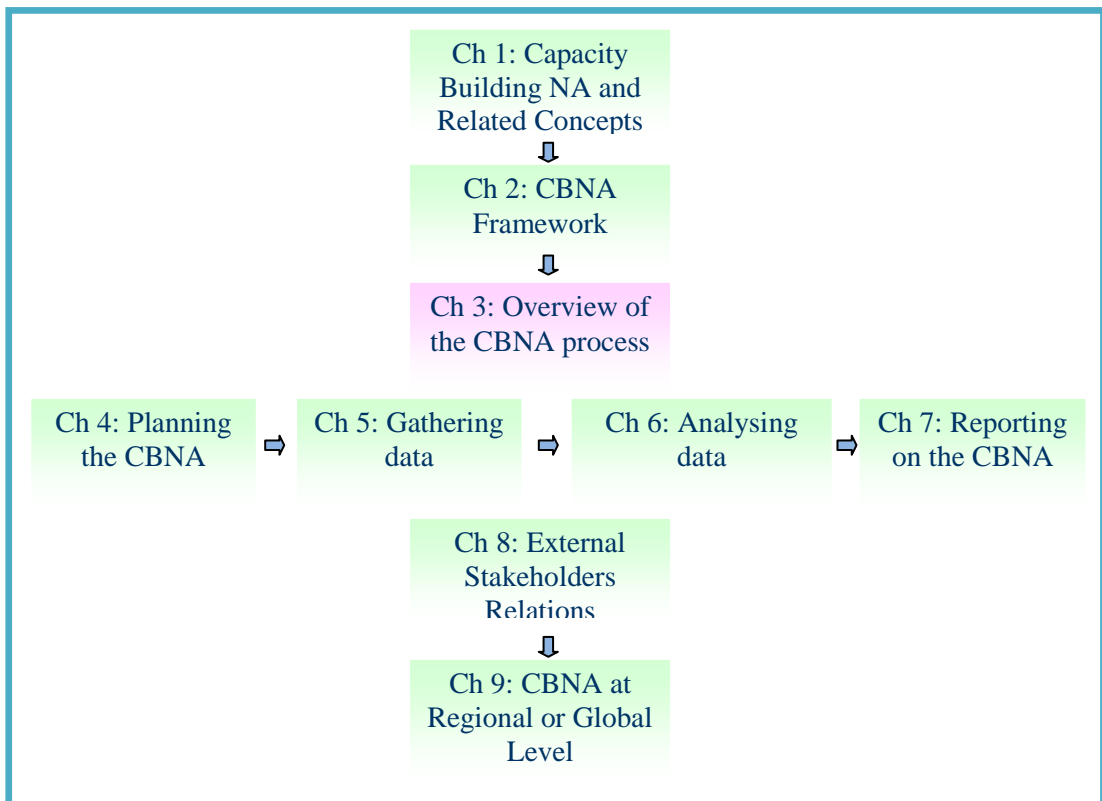 Ch 1: Capacity
Building NA and
Related Concepts
Ch 2: CBNA
Framework
Ch 3: Overview of
the CBNA process
Ch 4: Planning
the CBNA
Ch 5: Gathering
data
Ch 6: Analysing
data
Ch 7: Reporting
on the CBNA
Ch 8: External
Stakeholders
Relations
Ch 9: CBNA at
Regional or Global
Level